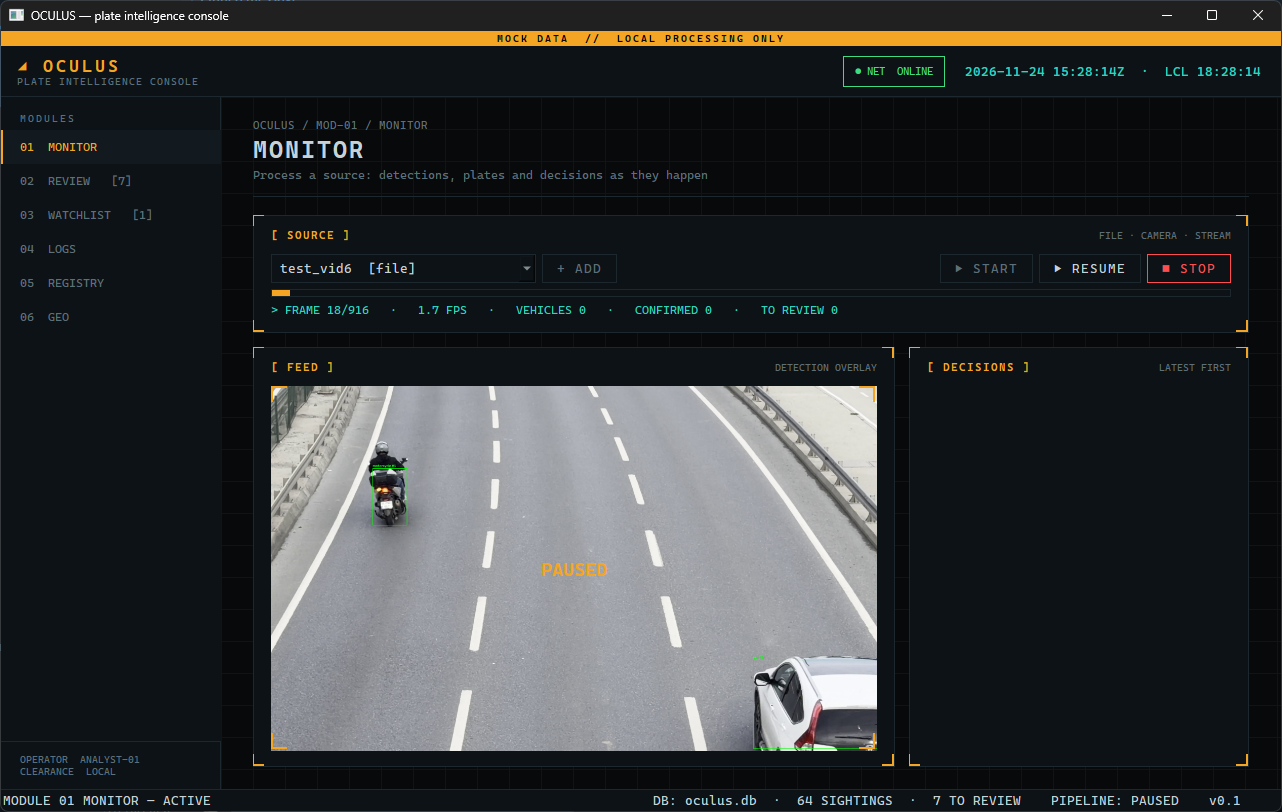 OCULUS — plate intelligence console
MOCK DATA // LOCAL PROCESSING ONLY
OCULUS
PLATE INTELLIGENCE CONSOLE
● NET ONLINE
2026-11-24 15:28:14Z · LCL 18:28:14
MODULES
01 MONITOR
02 REVIEW [7]
03 WATCHLIST [1]
04 LOGS
05 REGISTRY
06 GEO
OPERATOR ANALYST-01
CLEARANCE LOCAL
OCULUS / MOD-01 / MONITOR
MONITOR
Process a source: detections, plates and decisions as they happen
[ SOURCE ]
FILE · CAMERA · STREAM
test_vid6 [file]
+ ADD
▶ START
▶ RESUME
■ STOP
> FRAME 18/916 · 1.7 FPS · VEHICLES 0 · CONFIRMED 0 · TO REVIEW 0
[ FEED ]
DETECTION OVERLAY
PAUSED
[ DECISIONS ]
LATEST FIRST
MODULE 01 MONITOR — ACTIVE
DB: oculus.db · 64 SIGHTINGS · 7 TO REVIEW
PIPELINE: PAUSED
v0.1